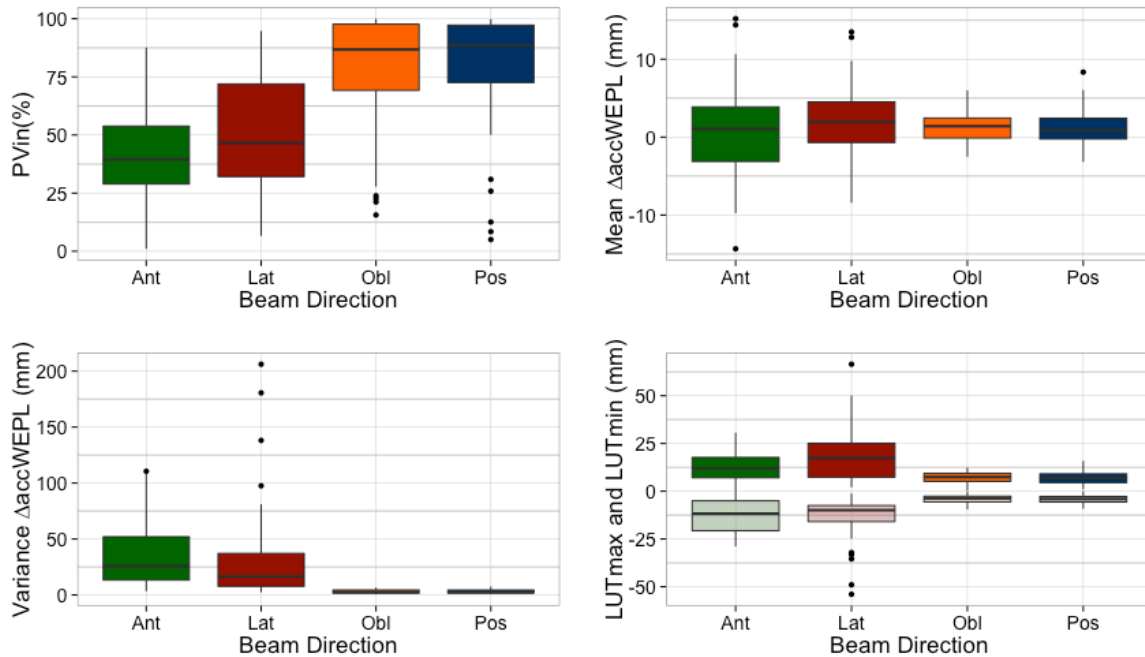 PVin(%)
100
75
50
25
0
Ant Lat Obl Pos
Beam Direction
Mean ΔaccWEPL (mm)
10
0
-10
Ant Lat Obl Pos
Beam Direction
Variance ΔaccWEPL (mm)
200
150
100
50
0
Ant Lat Obl Pos
Beam Direction
LUTmax and LUTmin (mm)
50
25
0
-25
-50
Ant Lat Obl Pos
Beam Direction